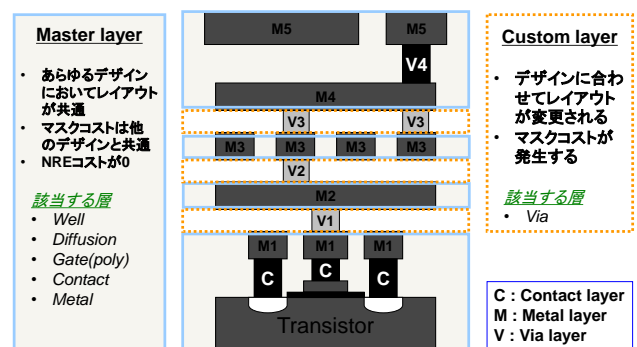 Master layer
• あらゆるデザイン
においてレイアウト
が共通
• マスクコストは他
のデザインと共通
• NREコストが0
該当する層
• Well
• Diffusion
• Gate(poly)
• Contact
• Metal
M5
M5
V4
M4
V3
V3
M3
M3
M3
M3
V2
M2
V1
M1
M1
M1
C
C
C
Transistor
Custom layer
• デザインに合
わせてレイアウト
が変更される
• マスクコストが
発生する
該当する層
• Via
C : Contact layer
M : Metal layer
V : Via layer